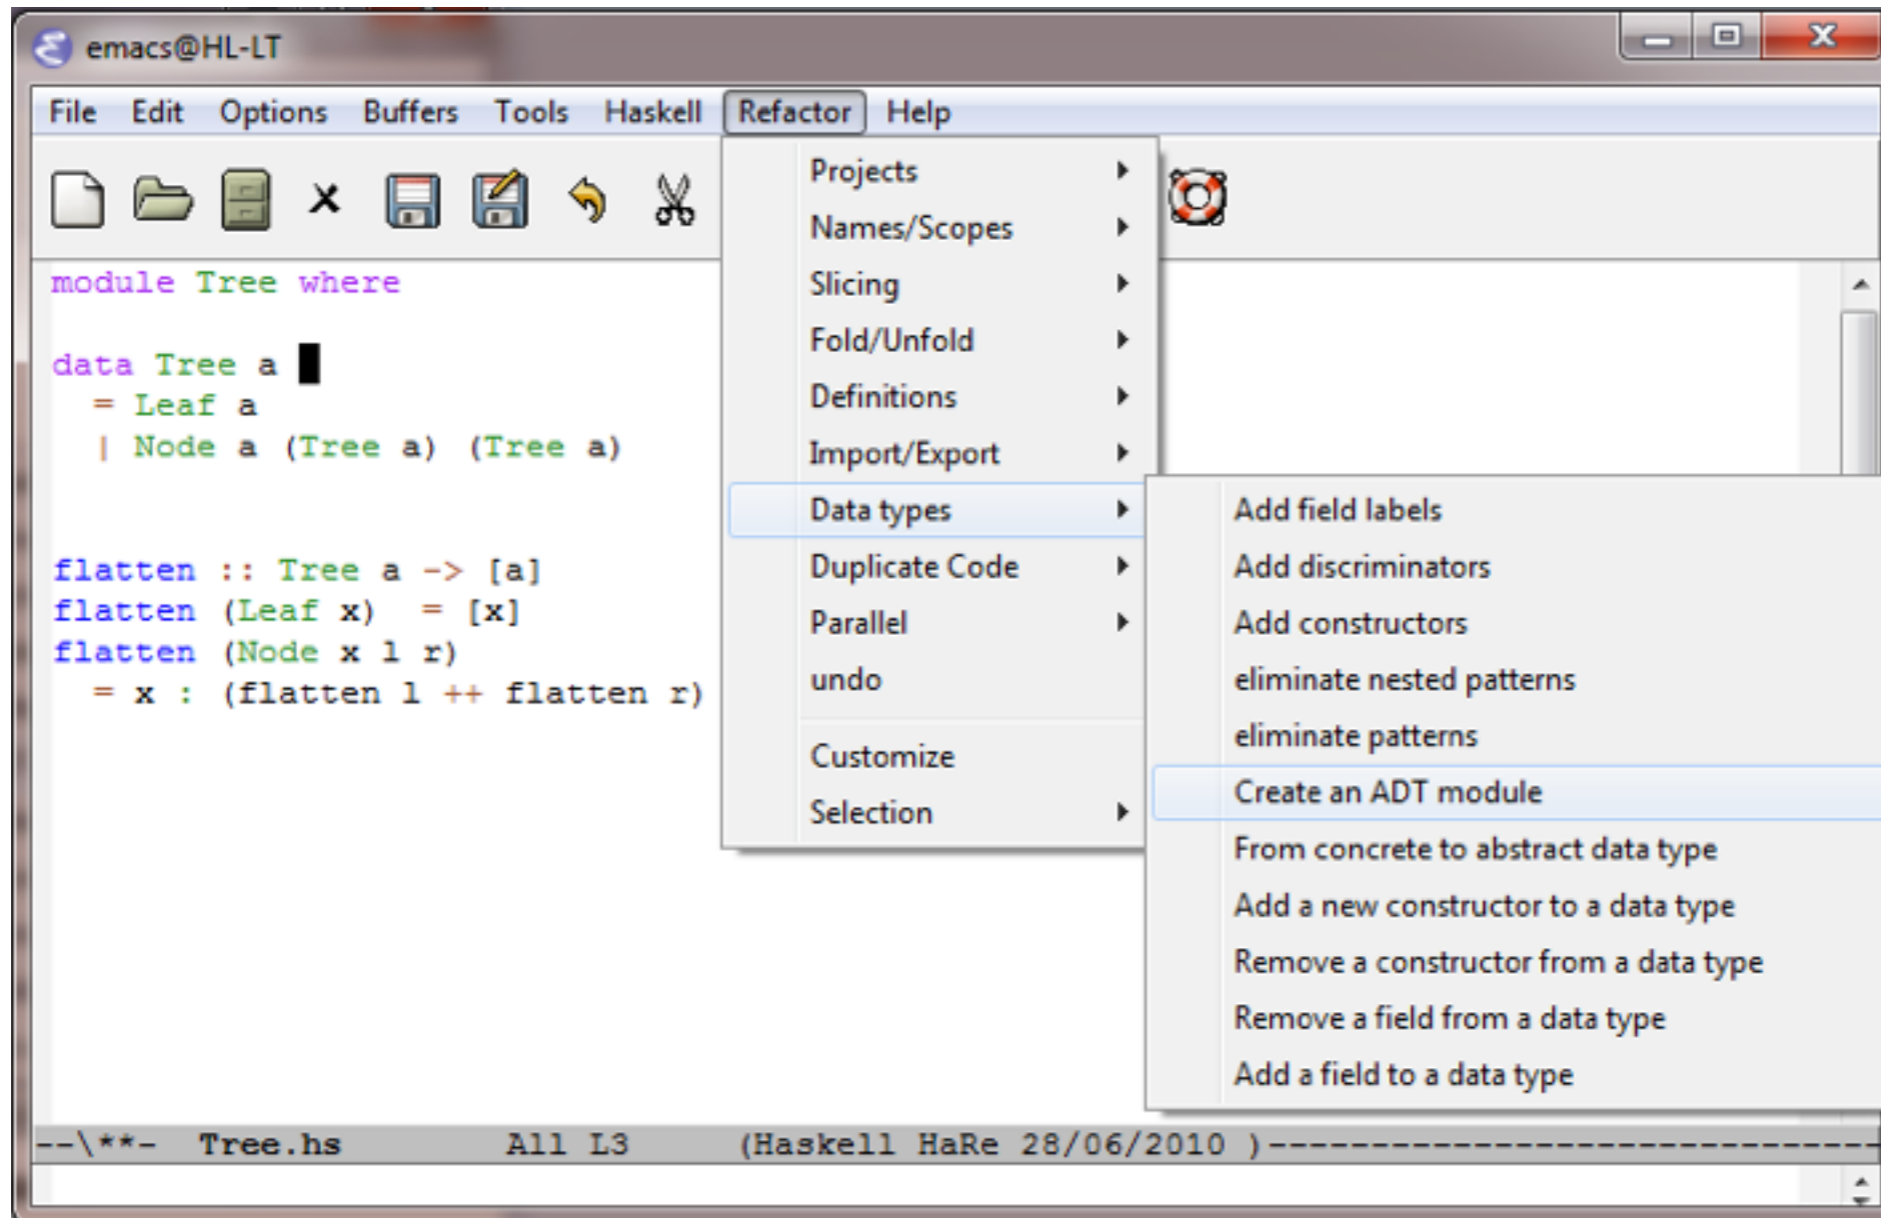 emacs@HL-LT
File Edit Options Buffers Tools Haskell Refactor Help
module Tree where
data Tree a
= Leaf a
| Node a (Tree a) (Tree a)
flatten :: Tree a -> [a]
flatten (Leaf x)  = [x]
flatten (Node x l r)
= x : (flatten l ++ flatten r)
Projects
Names/Scopes
Slicing
Fold/Unfold
Definitions
Import/Export
Data types
Duplicate Code
Parallel
undo
Customize
Selection
Add field labels
Add discriminators
Add constructors
eliminate nested patterns
eliminate patterns
Create an ADT module
From concrete to abstract data type
Add a new constructor to a data type
Remove a constructor from a data type
Remove a field from a data type
Add a field to a data type
--\**-  Tree.hs        All L3     (Haskell HaRe 28/06/2010 )------------------------------